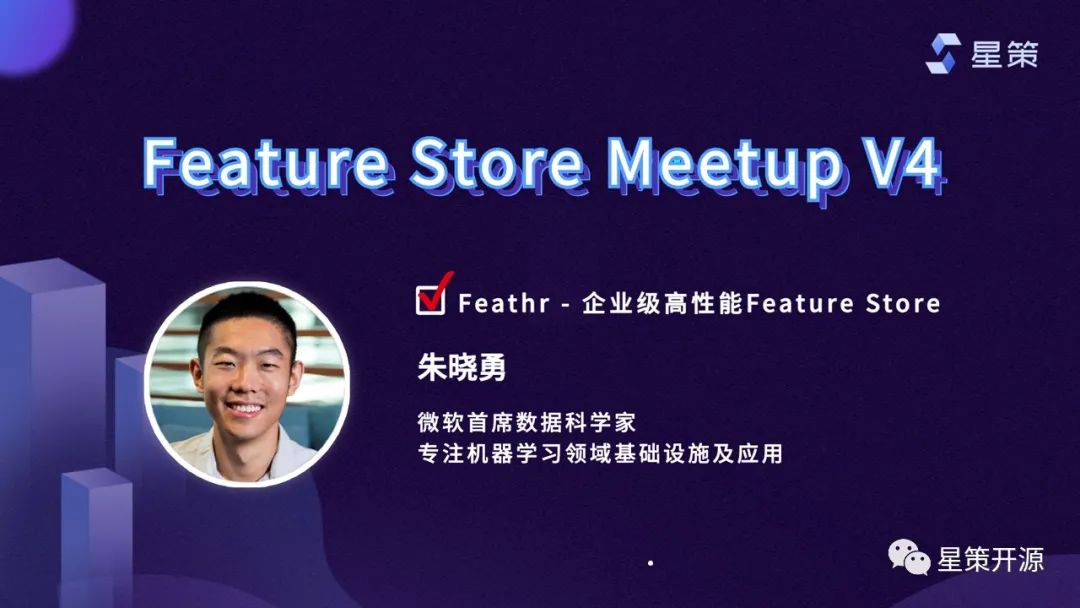 星策
Feature Store Meetup V4
Feathr - 企业级高性能Feature Store
朱晓勇
微软首席数据科学家
专注机器学习领域基础设施及应用
星策开源